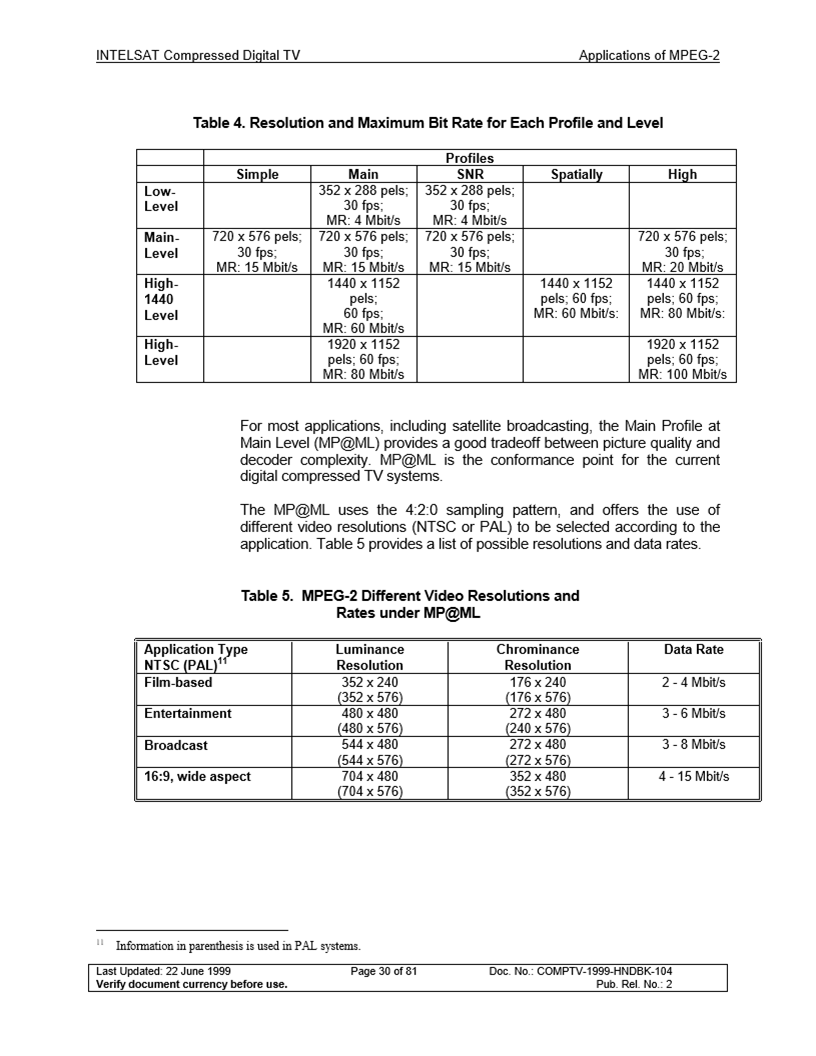 INTELSAT Compressed Digital TV Applications of MPEG-2
Table 4. Resolution and Maximum Bit Rate for Each Profile and Level
Profiles
Simple Main SNR Spatially High
Low- 352 x 288 pels; 352 x 288 pels;
Level 30 fps; 30 fps;
MR: 4 Mbit/s MR: 4 Mbit/s
Main- 720 x 576 pels; 720 x 576 pels; 720 x 576 pels; 720 x 576 pels;
Level 30 fps; 30 fps; 30 fps; 30 fps;
MR: 15 Mbit/s MR: 15 Mbit/s MR: 15 Mbit/s MR: 20 Mbit/s
High- 1440 x 1152 1440 x 1152 1440 x 1152
1440 pels; pels; 60 fps; pels; 60 fps;
Level 60 fps; MR: 60 Mbit/s: MR: 80 Mbit/s:
MR: 60 Mbit/s
High- 1920 x 1152 1920 x 1152
Level pels; 60 fps; pels; 60 fps;
MR: 80 Mbit/s MR: 100 Mbit/s
For most applications, including satellite broadcasting, the Main Profile at
Main Level (MP@ML) provides a good tradeoff between picture quality and
decoder complexity. MP@ML is the conformance point for the current
digital compressed TV systems.
The MP@ML uses the 4:2:0 sampling pattern, and offers the use of
different video resolutions (NTSC or PAL) to be selected according to the
application. Table 5 provides a list of possible resolutions and data rates.
Table 5. MPEG-2 Different Video Resolutions and
Rates under MP@ML
Application Type Luminance Chrominance Data Rate
NTSC (PAL)11 Resolution Resolution
Film-based 352 x 240 176 x 240 2 - 4 Mbit/s
(352 x 576) (176 x 576)
Entertainment 480 x 480 272 x 480 3 - 6 Mbit/s
(480 x 576) (240 x 576)
Broadcast 544 x 480 272 x 480 3 - 8 Mbit/s
(544 x 576) (272 x 576)
16:9, wide aspect 704 x 480 352 x 480 4 - 15 Mbit/s
(704 x 576) (352 x 576)
11 Information in parenthesis is used in PAL systems.
Last Updated: 22 June 1999 Page 30 of 81 Doc. No.: COMPTV-1999-HNDBK-104
Verify document currency before use. Pub. Rel. No.: 2